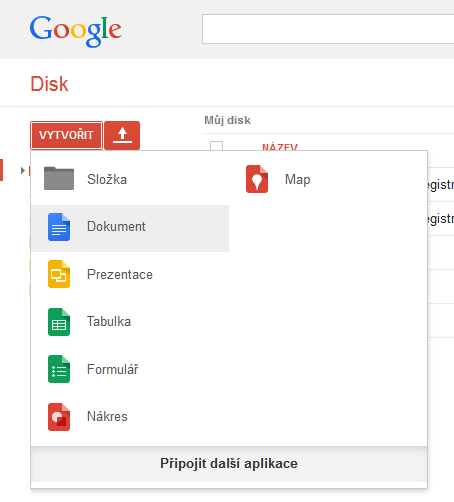 Google
Disk
VYTVOŘIT
Můj disk
NÁZEV
Složka
Map
Dokument
Prezentace
Tabulka
Formulář
Nákres
Připojit další aplikace